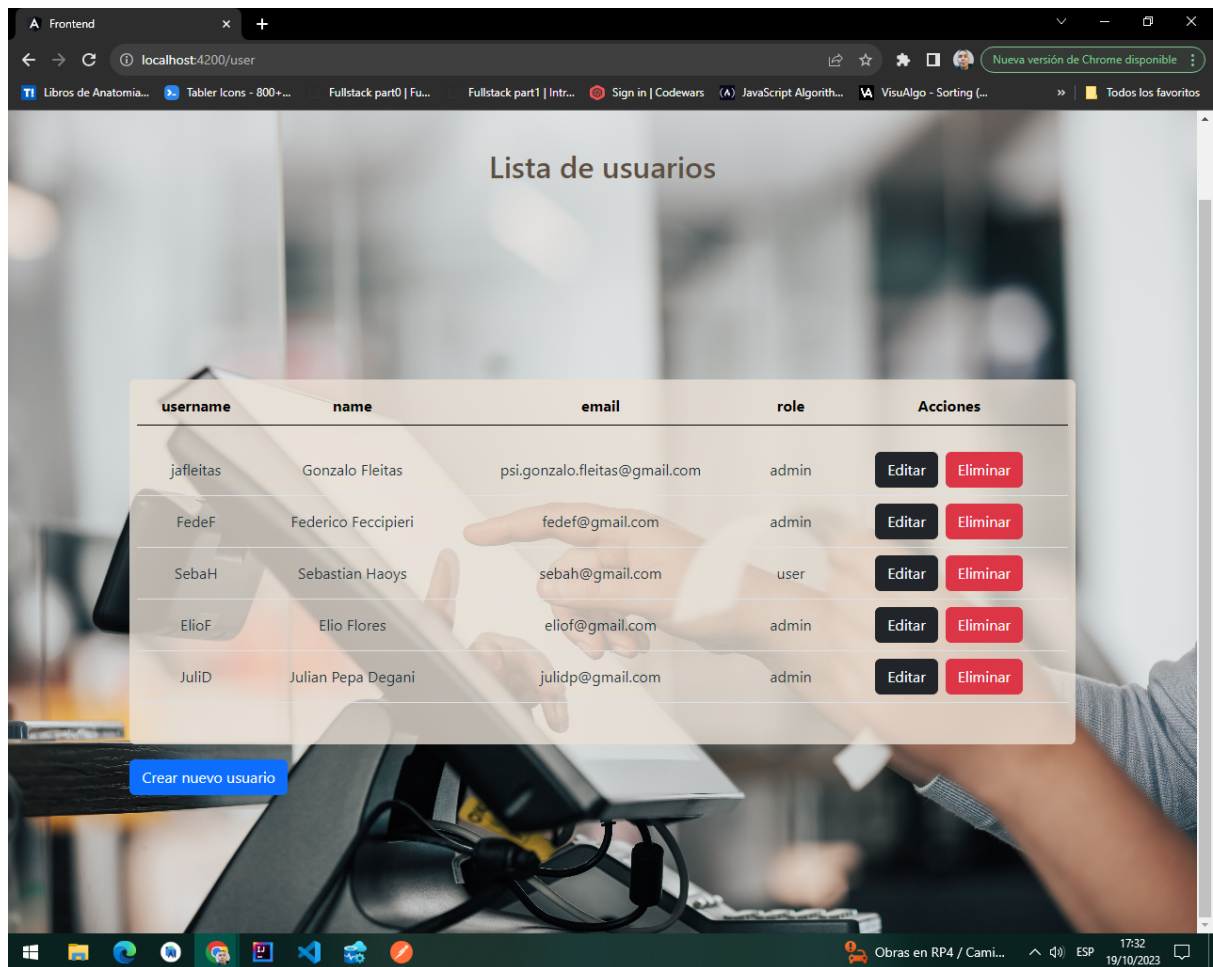 Frontend
localhost:4200/user
Nueva versión de Chrome disponible
Libros de Anatomia...
Tabler Icons - 800+...
Fullstack part0 | Fu...
Fullstack part1 | Intr...
Sign in | Codewars
JavaScript Algorith...
VisuAlgo - Sorting (...
»
Todos los favoritos
Lista de usuarios
username name email role Acciones
jafleitas Gonzalo Fleitas psi.gonzalo.fleitas@gmail.com admin Editar Eliminar
FedeF Federico Feccipieri fedef@gmail.com admin Editar Eliminar
SebaH Sebastian Haoys sebah@gmail.com user Editar Eliminar
ElioF Elio Flores eliof@gmail.com admin Editar Eliminar
JuliD Julian Pepa Degani julidp@gmail.com admin Editar Eliminar
Crear nuevo usuario
Obras en RP4 / Cami...
ESP
17:32
19/10/2023